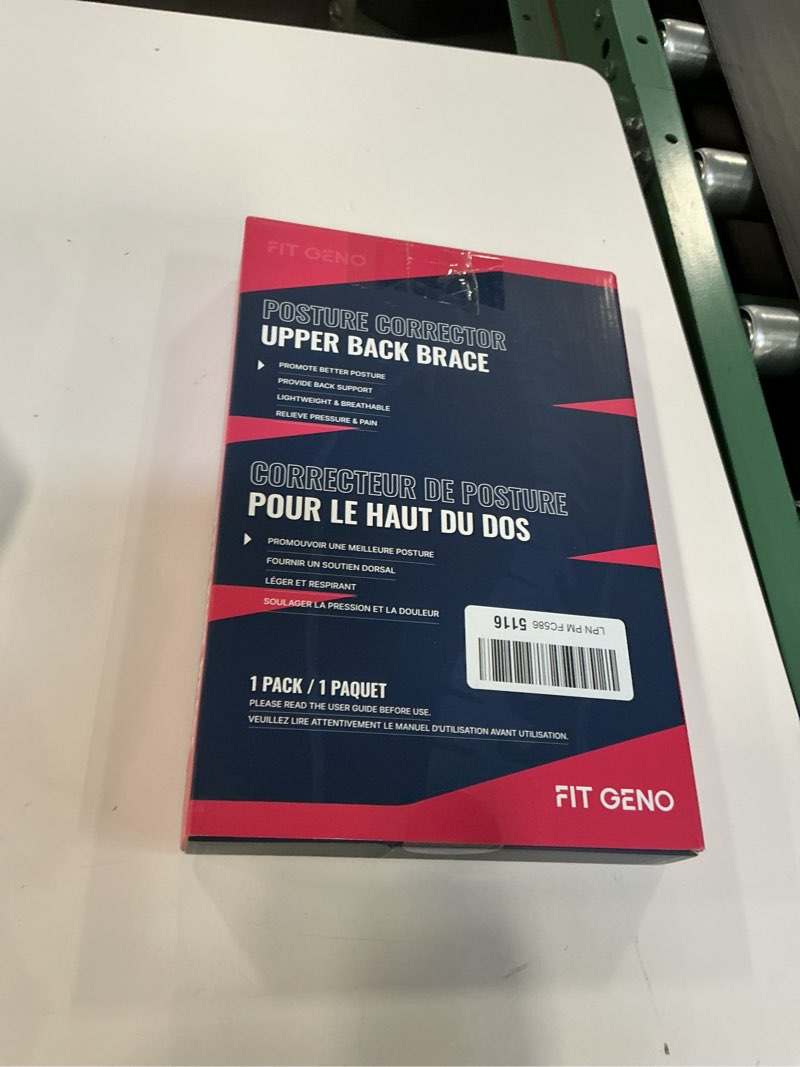 FIT GENO
POSTURE CORRECTOR
UPPER BACK BRACE
PROMOTE BETTER POSTURE
PROVIDE BACK SUPPORT
LIGHTWEIGHT & BREATHABLE
RELIEVE PRESSURE & PAIN
CORRECTEUR DE POSTURE
POUR LE HAUT DU DOS
PROMOUVOIR UNE MEILLEURE POSTURE
FOURNIR UN SOUTIEN DORSAL
LÉGER ET RESPIRANT
SOULAGER LA PRESSION ET LA DOULEUR
LPN PM FC586 5116
1 PACK / 1 PAQUET
PLEASE READ THE USER GUIDE BEFORE USE.
VEUILLEZ LIRE ATTENTIVEMENT LE MANUEL D'UTILISATION AVANT UTILISATION.
FIT GENO